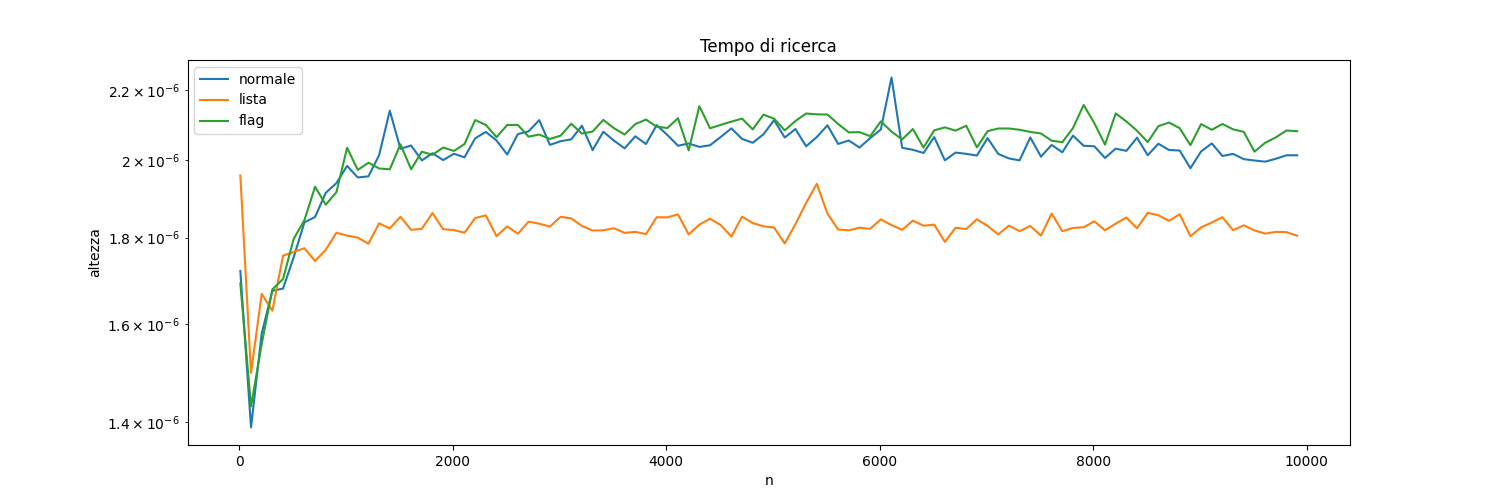 Tempo di ricerca
normale
lista
flag
2.2 × 10⁻⁶
2 × 10⁻⁶
1.8 × 10⁻⁶
1.6 × 10⁻⁶
1.4 × 10⁻⁶
altezza
0 2000 4000 6000 8000 10000
n